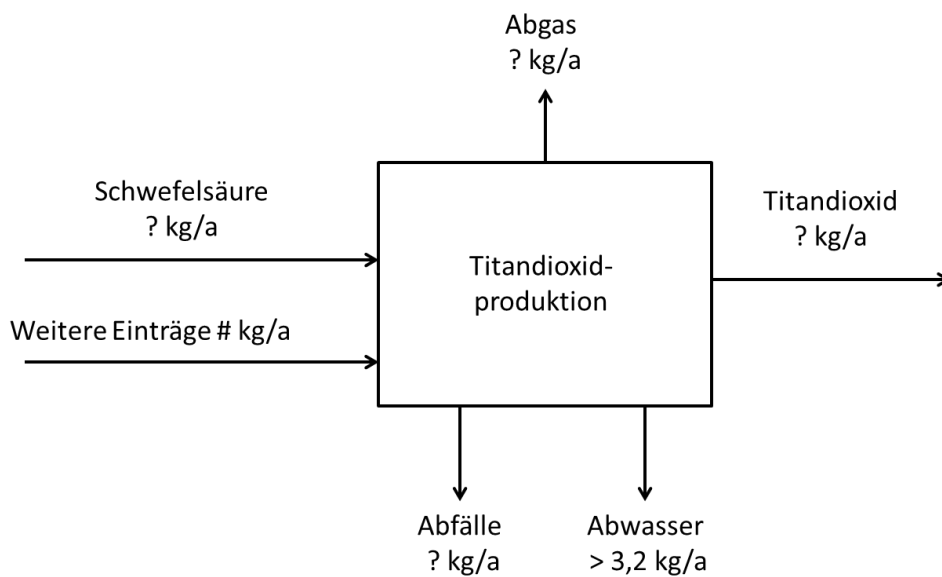 Abgas
? kg/a
Schwefelsäure
? kg/a
Titandioxid
? kg/a
Titandioxid-
produktion
Weitere Einträge # kg/a
Abfälle
? kg/a
Abwasser
> 3,2 kg/a